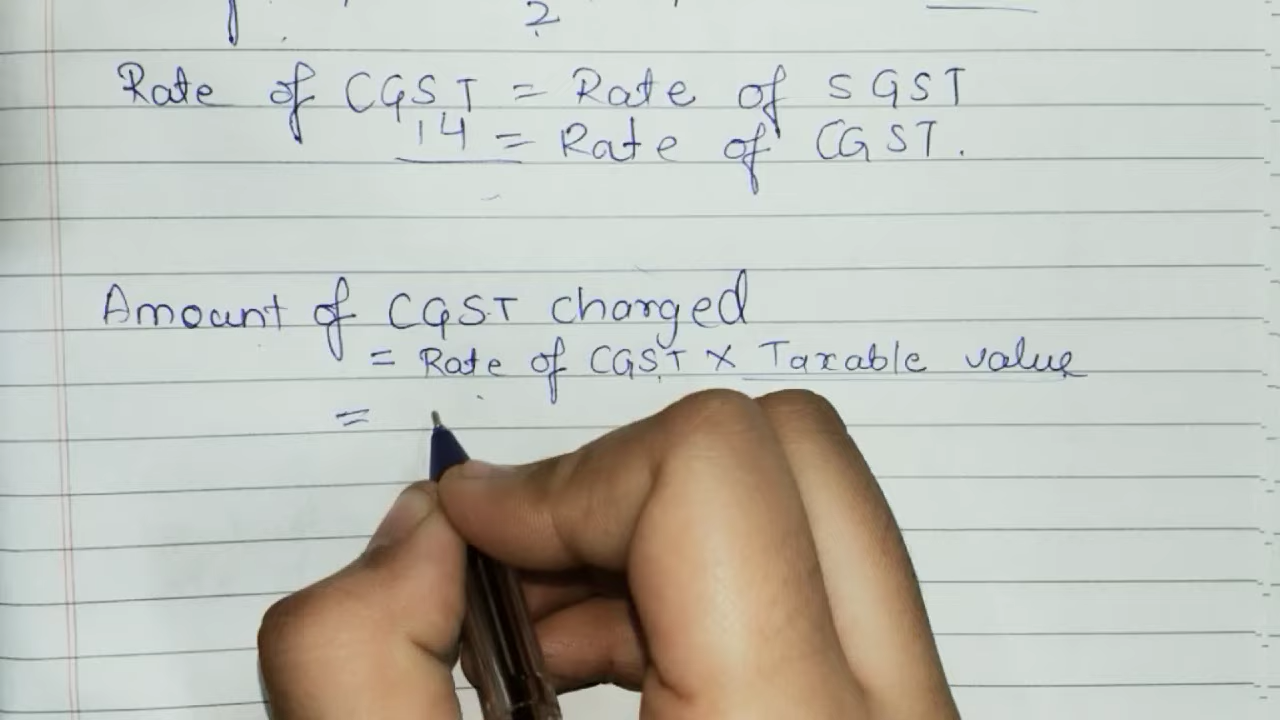 2
Rate of CGST = Rate of SGST
14 = Rate of CGST.
Amount of CGST charged
= Rate of CGST × Taxable value
=